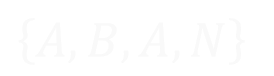 {A, B, A, N}